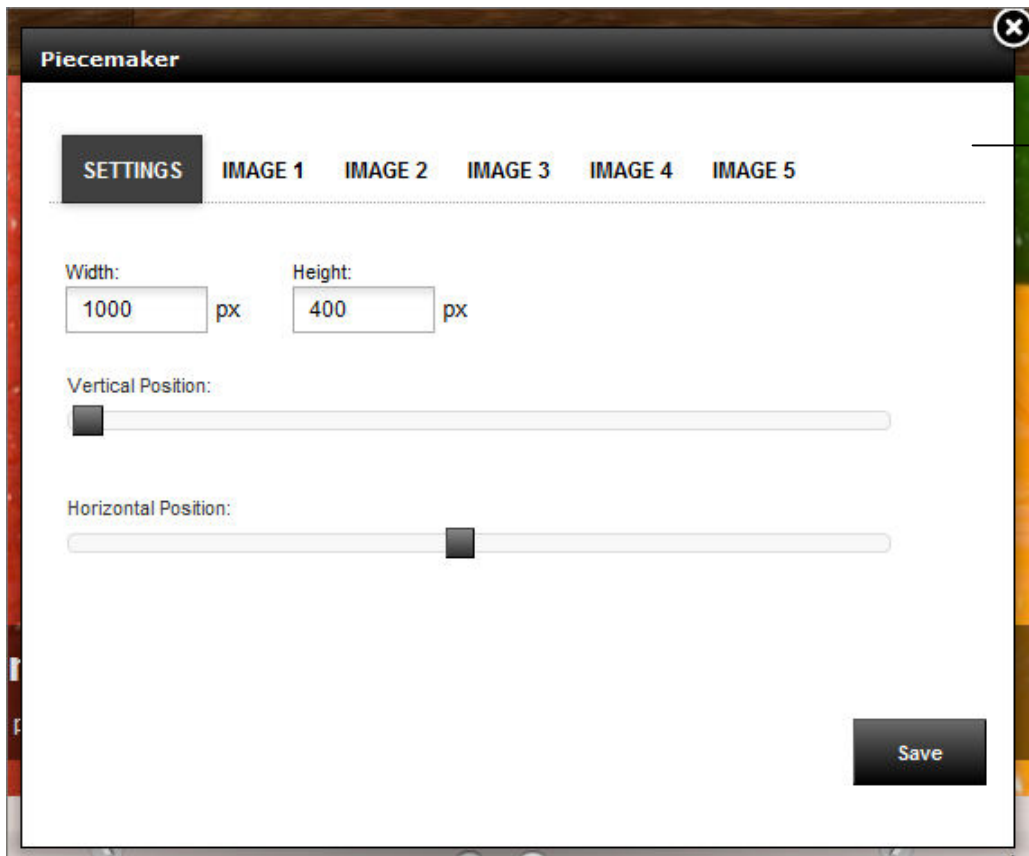 Piecemaker
SETTINGS IMAGE 1 IMAGE 2 IMAGE 3 IMAGE 4 IMAGE 5
Width: Height:
1000 px 400 px
Vertical Position:
Horizontal Position:
Save